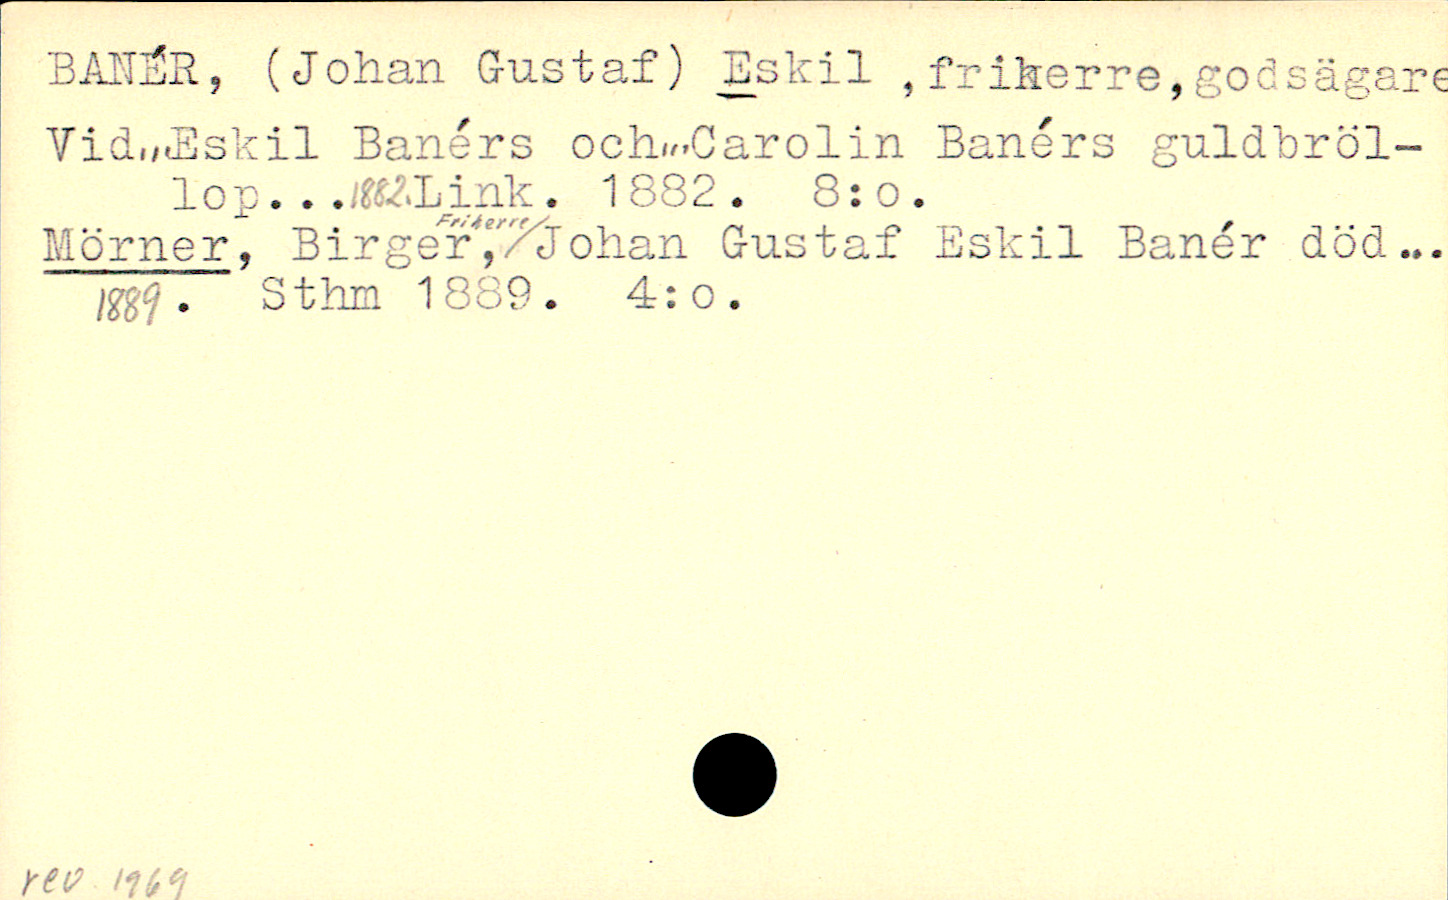 BANÉR, (Johan Gustaf) Eskil ,friherre,godsägare
Vid...Eskil Banérs och...Carolin Banérs guldbröl-
lop...1882.Link. 1882. 8:o.
Mörner, Birger, Friherre/Johan Gustaf Eskil Banér död...
1889. Sthm 1889. 4:o.
rev 1969